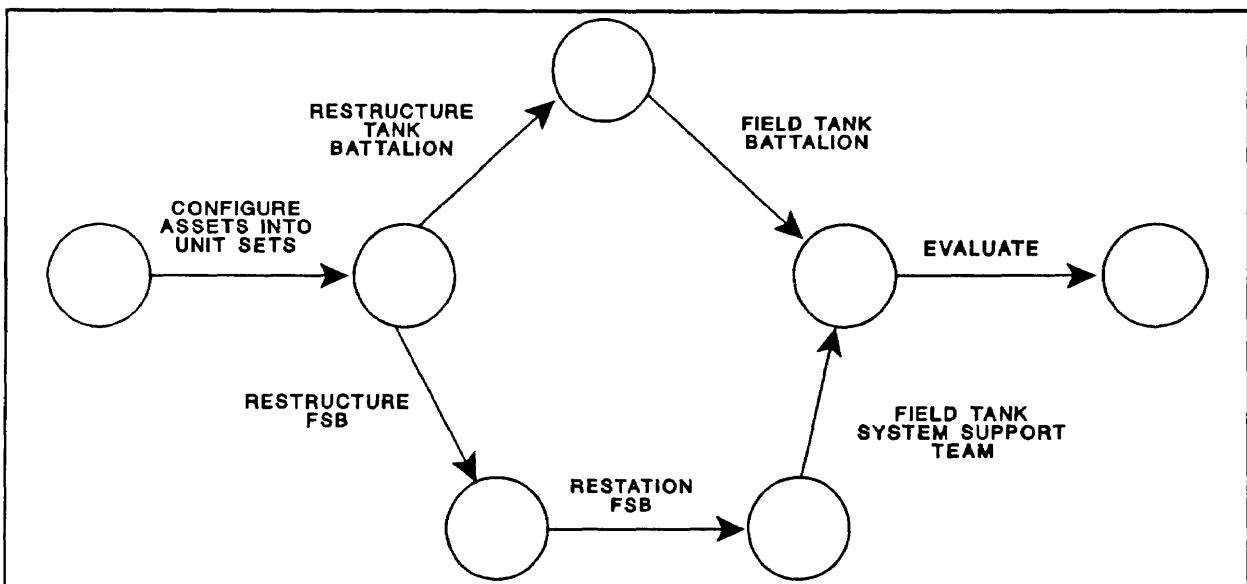 RESTRUCTURE
TANK
BATTALION
FIELD TANK
BATTALION
CONFIGURE
ASSETS INTO
UNIT SETS
EVALUATE
RESTRUCTURE
FSB
RESTATION
FSB
FIELD TANK
SYSTEM SUPPORT
TEAM